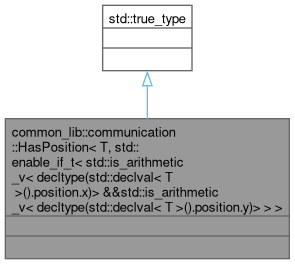 std::true_type
common_lib::communication
::HasPosition< T, std::
enable_if_t< std::is_arithmetic
_v< decltype(std::declval< T
>().position.x)> &&std::is_arithmetic
_v< decltype(std::declval< T >().position.y)> > >